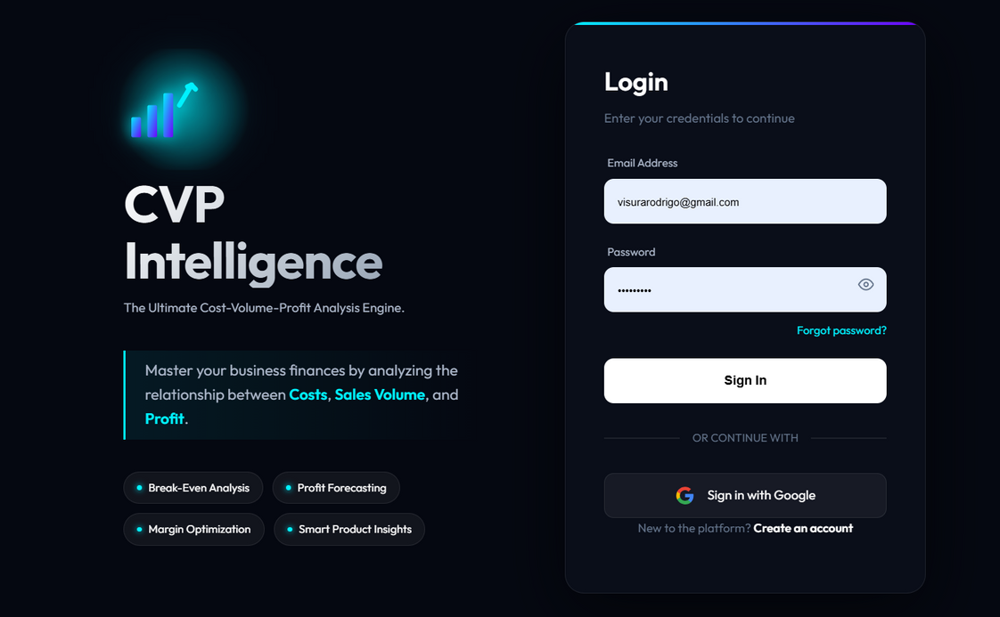 CVP
Intelligence
The Ultimate Cost-Volume-Profit Analysis Engine.
Master your business finances by analyzing the
relationship between Costs, Sales Volume, and
Profit.
Break-Even Analysis
Profit Forecasting
Margin Optimization
Smart Product Insights
Login
Enter your credentials to continue
Email Address
visurarodrigo@gmail.com
Password
•••••••••
Forgot password?
Sign In
OR CONTINUE WITH
Sign in with Google
New to the platform? Create an account